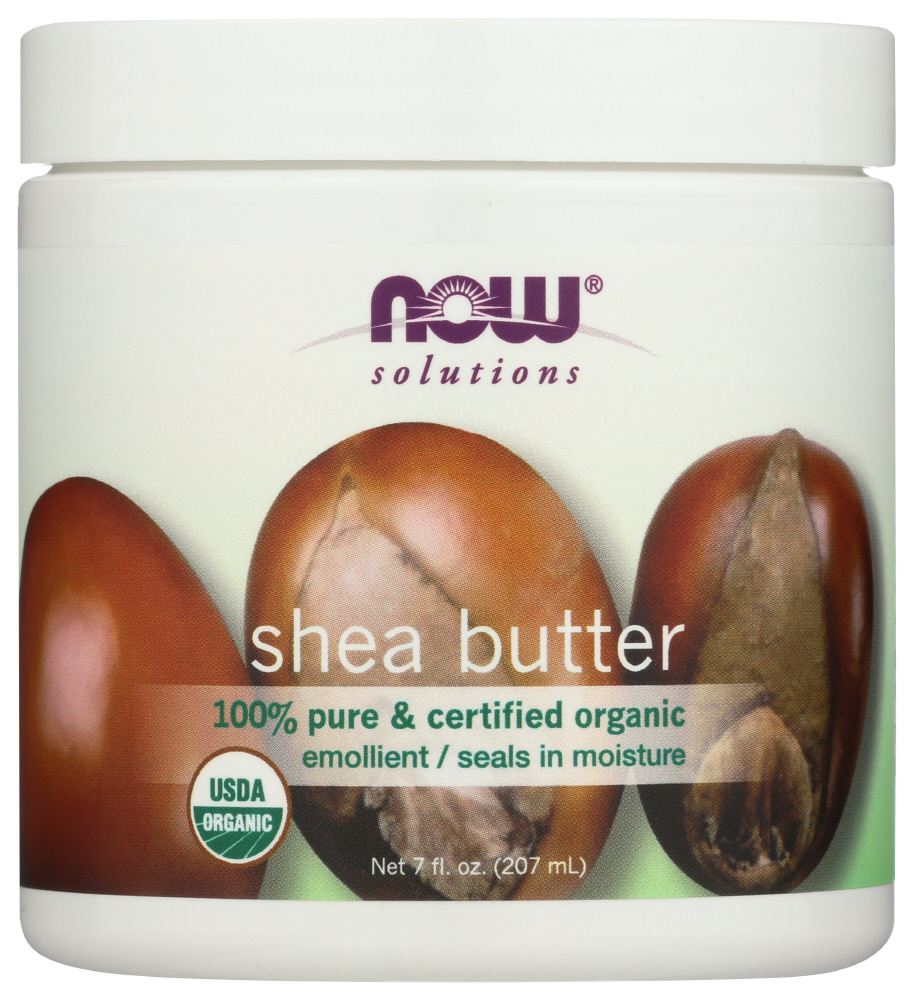 NOW®
solutions
shea butter
100% pure & certified organic
emollient / seals in moisture
USDA
ORGANIC
Net 7 fl. oz. (207 mL)